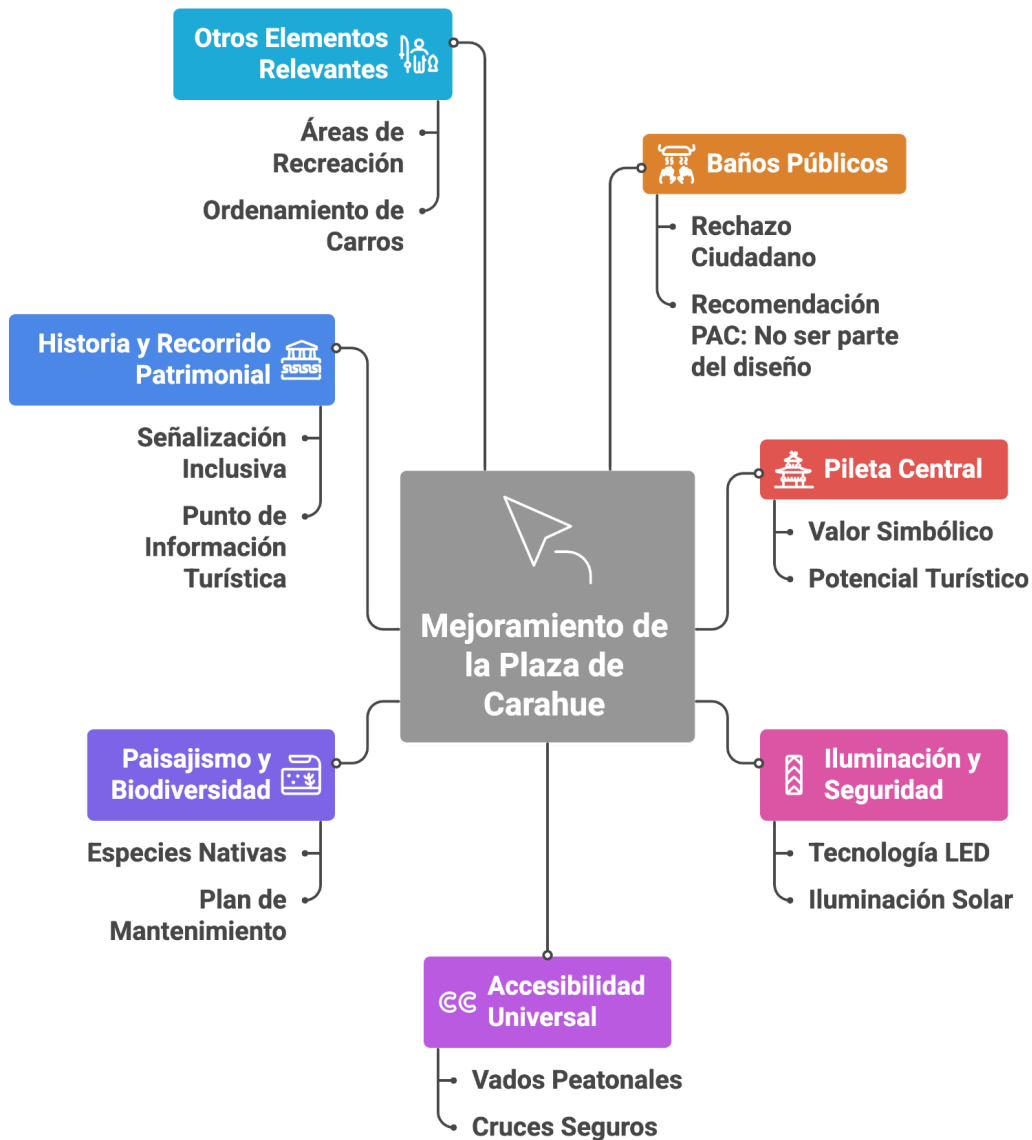 Otros Elementos
Relevantes
Áreas de
Recreación
Ordenamiento de
Carros
Baños Públicos
Rechazo
Ciudadano
Recomendación
PAC: No ser parte
del diseño
Historia y Recorrido
Patrimonial
Señalización
Inclusiva
Punto de
Información
Turística
Pileta Central
Valor Simbólico
Potencial Turístico
Mejoramiento de
la Plaza de
Carahue
Paisajismo y
Biodiversidad
Especies Nativas
Plan de
Mantenimiento
Iluminación y
Seguridad
Tecnología LED
Iluminación Solar
Accesibilidad
Universal
Vados Peatonales
Cruces Seguros